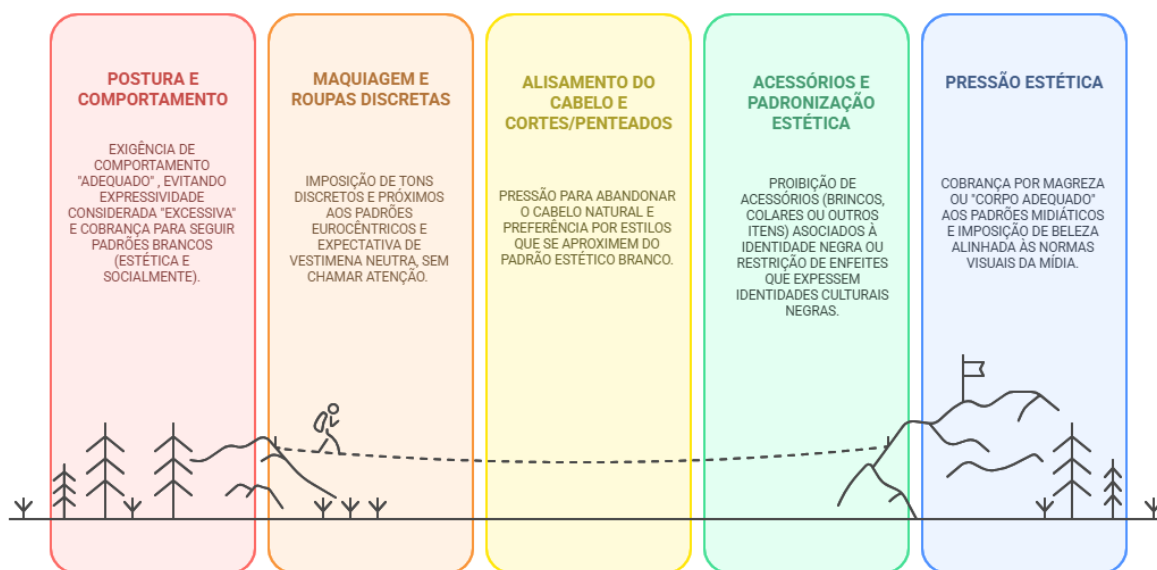 POSTURA E
COMPORTAMENTO
EXIGÊNCIA DE
COMPORTAMENTO
"ADEQUADO" , EVITANDO
EXPRESSIVIDADE
CONSIDERADA "EXCESSIVA"
E COBRANÇA PARA SEGUIR
PADRÕES BRANCOS
(ESTÉTICA E
SOCIALMENTE).
MAQUIAGEM E
ROUPAS DISCRETAS
IMPOSIÇÃO DE TONS
DISCRETOS E PRÓXIMOS
AOS PADRÕES
EUROCÊNTRICOS E
EXPECTATIVA DE
VESTIMENA NEUTRA, SEM
CHAMAR ATENÇÃO.
ALISAMENTO DO
CABELO E
CORTES/PENTEADOS
PRESSÃO PARA ABANDONAR
O CABELO NATURAL E
PREFERÊNCIA POR ESTILOS
QUE SE APROXIMEM DO
PADRÃO ESTÉTICO BRANCO.
ACESSÓRIOS E
PADRONIZAÇÃO
ESTÉTICA
PROIBIÇÃO DE
ACESSÓRIOS (BRINCOS,
COLARES OU OUTROS
ITENS) ASSOCIADOS À
IDENTIDADE NEGRA OU
RESTRIÇÃO DE ENFEITES
QUE EXPESSEM
IDENTIDADES CULTURAIS
NEGRAS.
PRESSÃO ESTÉTICA
COBRANÇA POR MAGREZA
OU "CORPO ADEQUADO"
AOS PADRÕES MIDIÁTICOS
E IMPOSIÇÃO DE BELEZA
ALINHADA ÀS NORMAS
VISUAIS DA MÍDIA.